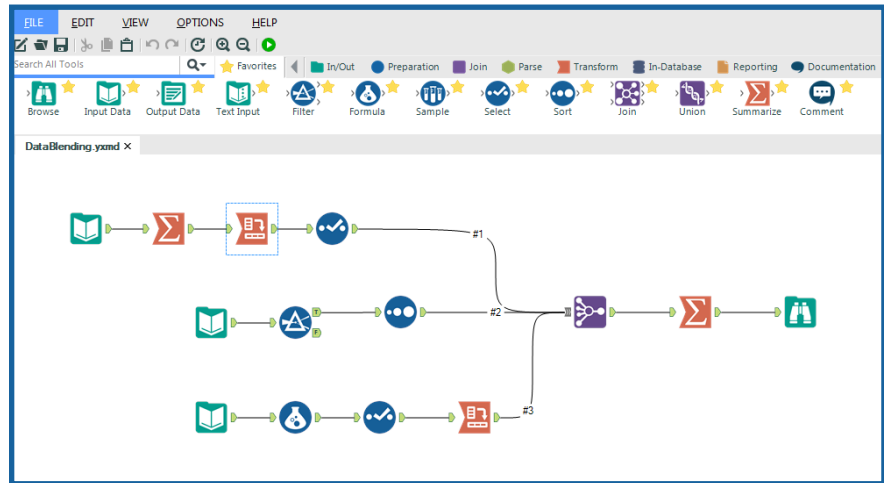 FILE EDIT VIEW OPTIONS HELP
Search All Tools Favorites In/Out Preparation Join Parse Transform In-Database Reporting Documentation
Browse Input Data Output Data Text Input Filter Formula Sample Select Sort Join Union Summarize Comment
DataBlending.yxmd ×
#1
T
#2
F
#3